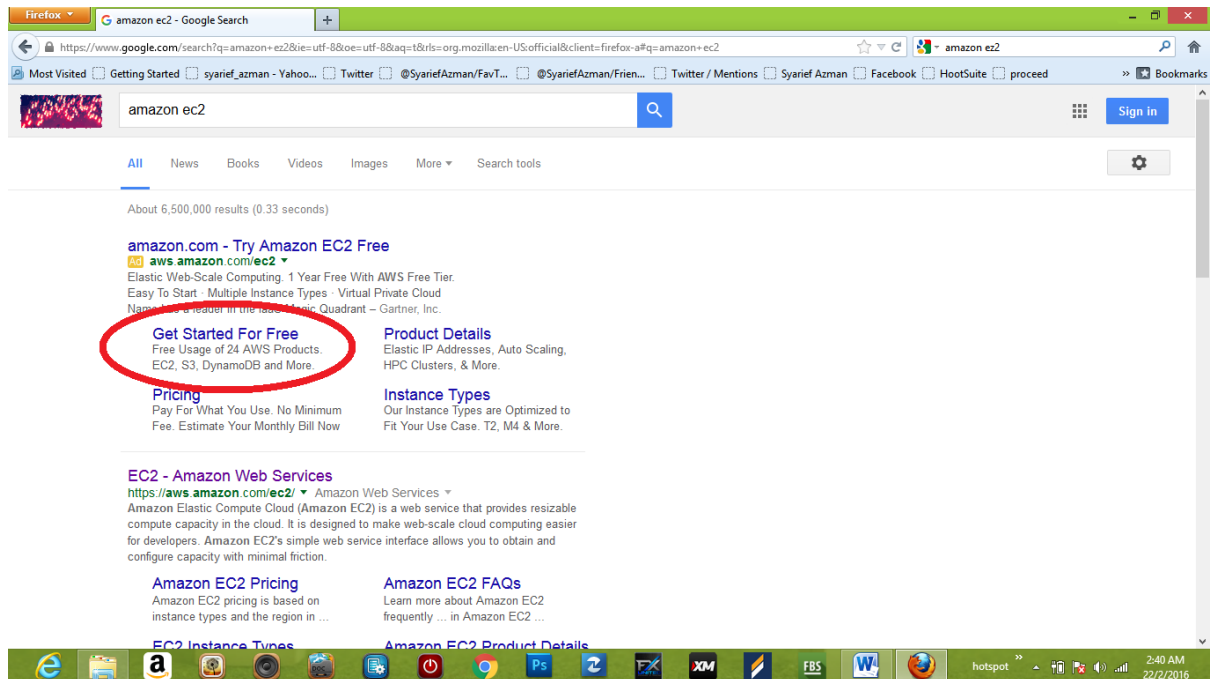 Firefox
amazon ec2 - Google Search
https://www.google.com/search?q=amazon+ez2&ie=utf-8&oe=utf-8&aq=t&rls=org.mozilla:en-US:official&client=firefox-a#q=amazon+ec2
amazon ez2
Most Visited Getting Started syarief_azman - Yahoo... Twitter @SyariefAzman/FavT... @SyariefAzman/Frien... Twitter / Mentions Syarief Azman Facebook HootSuite proceed » Bookmarks
amazon ec2
Sign in
All News Books Videos Images More Search tools
About 6,500,000 results (0.33 seconds)
amazon.com - Try Amazon EC2 Free
Ad aws.amazon.com/ec2
Elastic Web-Scale Computing. 1 Year Free With AWS Free Tier.
Easy To Start · Multiple Instance Types · Virtual Private Cloud
Named as a leader in the IaaS Magic Quadrant – Gartner, Inc.
Get Started For Free
Free Usage of 24 AWS Products.
EC2, S3, DynamoDB and More.
Product Details
Elastic IP Addresses, Auto Scaling,
HPC Clusters, & More.
Pricing
Pay For What You Use. No Minimum
Fee. Estimate Your Monthly Bill Now
Instance Types
Our Instance Types are Optimized to
Fit Your Use Case. T2, M4 & More.
EC2 - Amazon Web Services
https://aws.amazon.com/ec2/ Amazon Web Services
Amazon Elastic Compute Cloud (Amazon EC2) is a web service that provides resizable
compute capacity in the cloud. It is designed to make web-scale cloud computing easier
for developers. Amazon EC2's simple web service interface allows you to obtain and
configure capacity with minimal friction.
Amazon EC2 Pricing
Amazon EC2 pricing is based on
instance types and the region in ...
Amazon EC2 FAQs
Learn more about Amazon EC2
frequently ... in Amazon EC2 ...
EC2 Instance Types
Amazon EC2 Product Details
a
Ps
Z
FX
XM
FBS
W
hotspot »
2:40 AM
22/2/2016